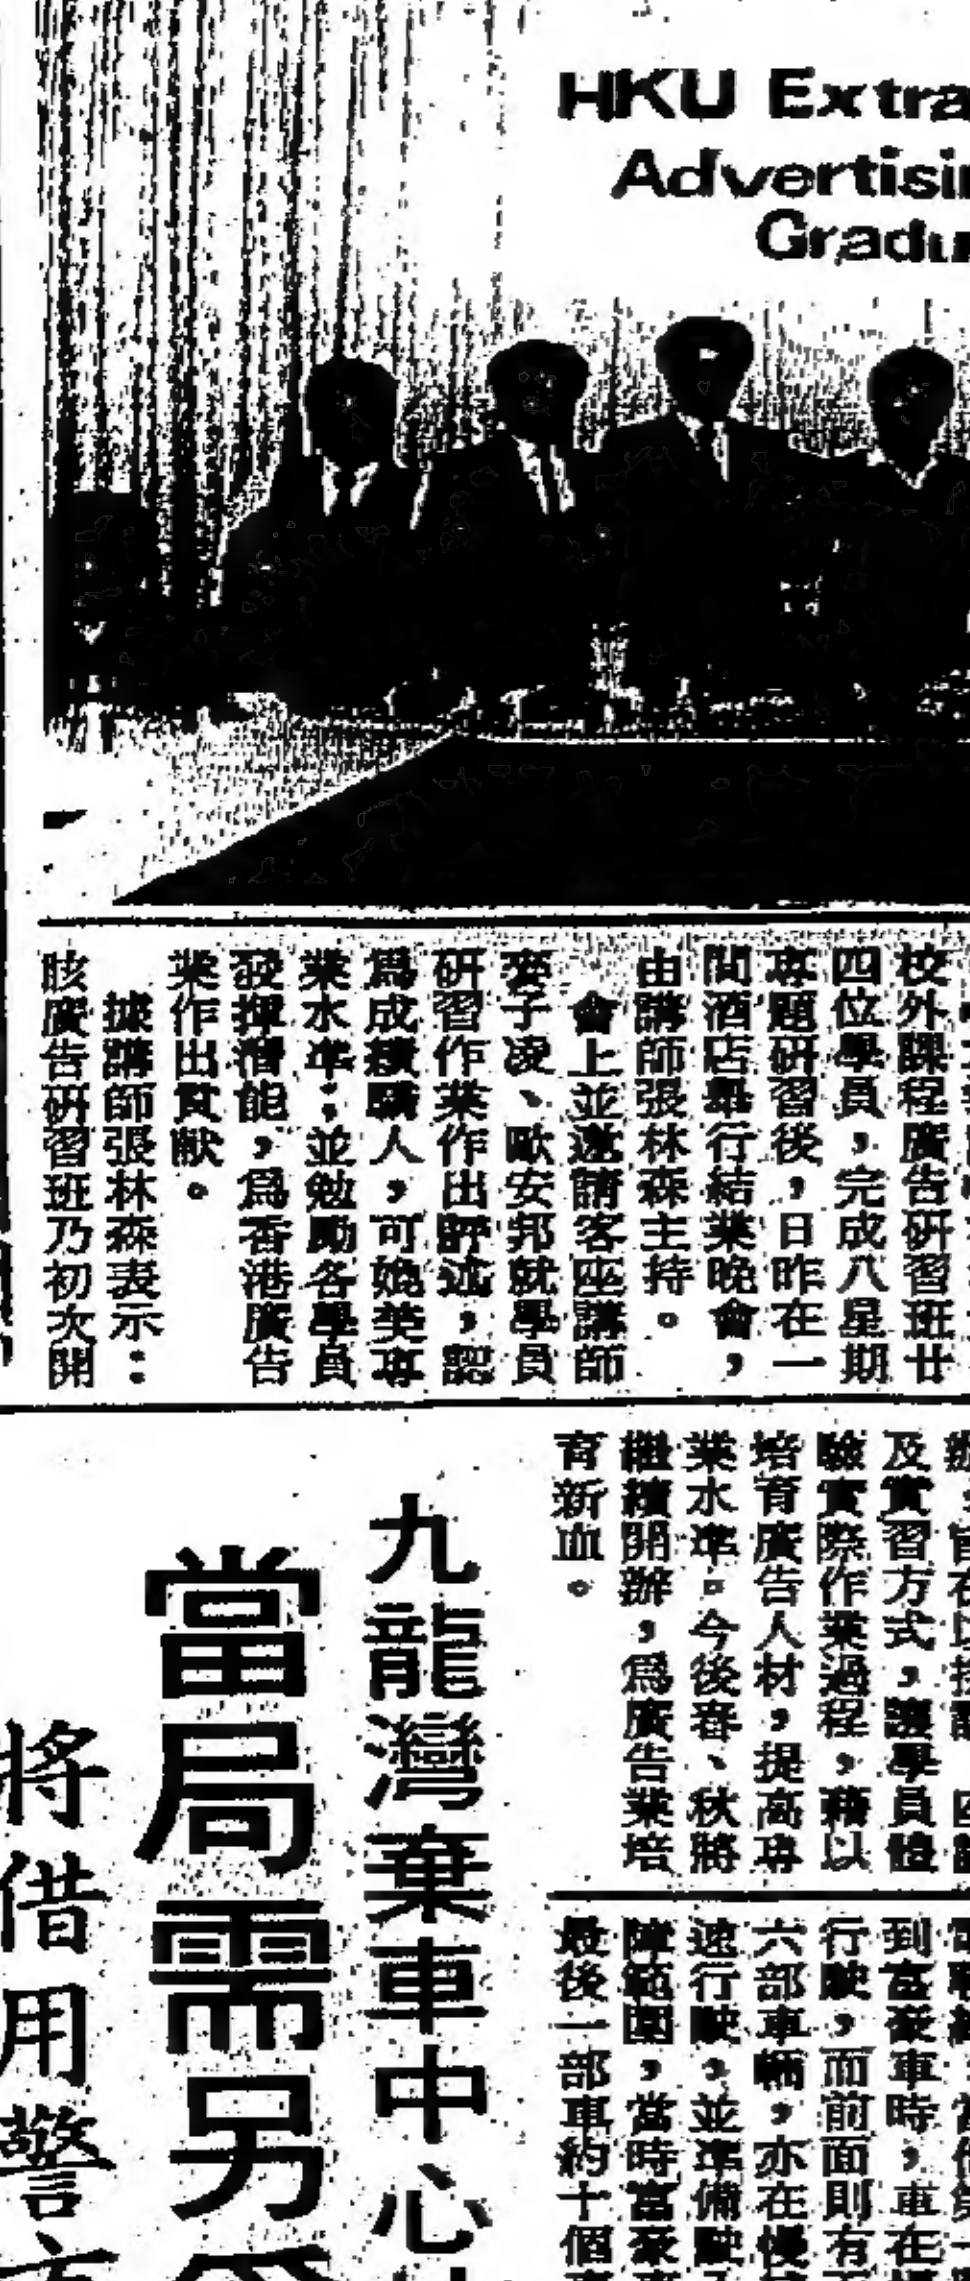 HKU Extra
Advertisi
Gradu
校外課程廣告研習班廿
四位學員，完成八星期
專題研習後，日昨在一
間酒店舉行結業晚會，
由講師張林森主持。
會上並邀請客座講師
麥子凌、歐安邦就學員
研習作業作出評述，認
爲成績驕人，可媲美專
業水準；並勉勵各學員
發揮潛能，爲香港廣告
業作出貢獻。
據講師張林森表示：
該廣告研習班乃初次開
及實習方式，讓學員體
驗實際作業過程，藉以
培育廣告人材，提高專
業水準。今後春、秋將
繼續開辦，爲廣告業培
育新血。
九龍灣棄車中心
當局需另
將借用警方
到富豪車時，車在
行駛，而前面則有
六部車輛，亦在慢
速行駛，並準備駛
障範圍，當時富豪
最後一部車約十個